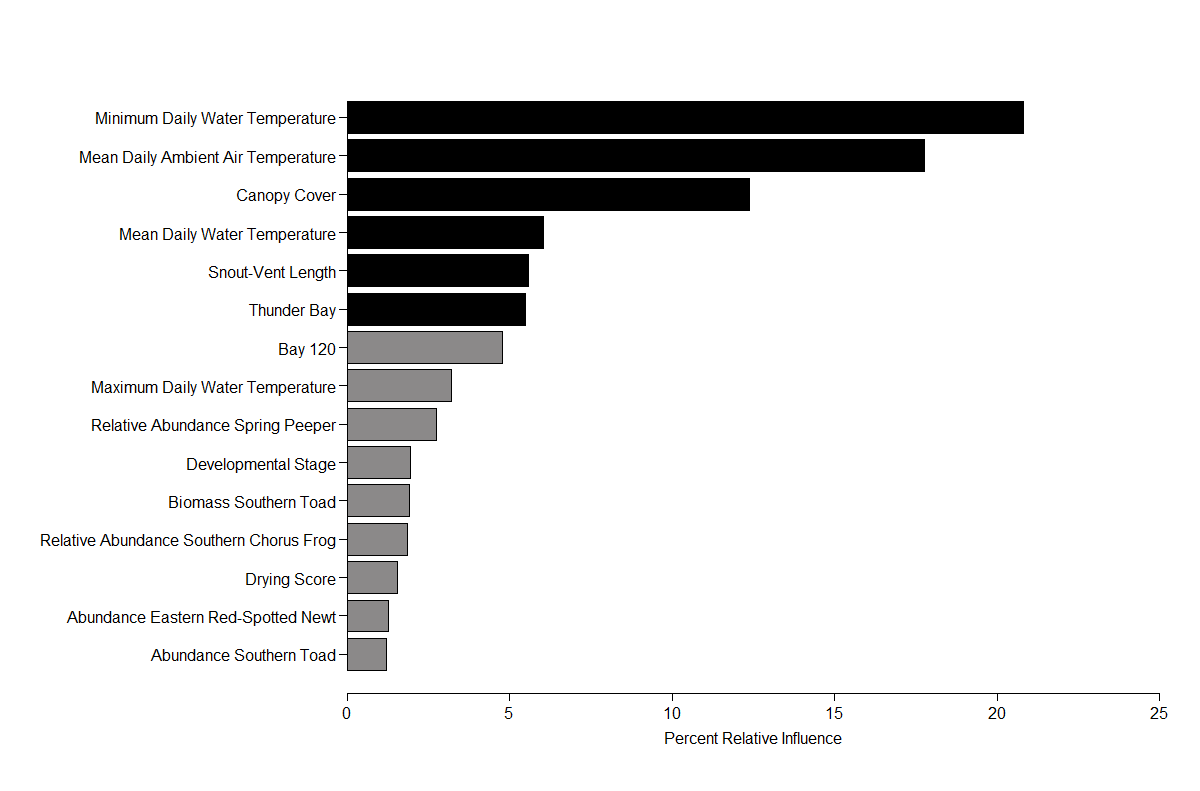 Minimum Daily Water Temperature
Mean Daily Ambient Air Temperature
Canopy Cover
Mean Daily Water Temperature
Snout-Vent Length
Thunder Bay
Bay 120
Maximum Daily Water Temperature
Relative Abundance Spring Peeper
Developmental Stage
Biomass Southern Toad
Relative Abundance Southern Chorus Frog
Drying Score
Abundance Eastern Red-Spotted Newt
Abundance Southern Toad
0 5 10 15 20 25
Percent Relative Influence